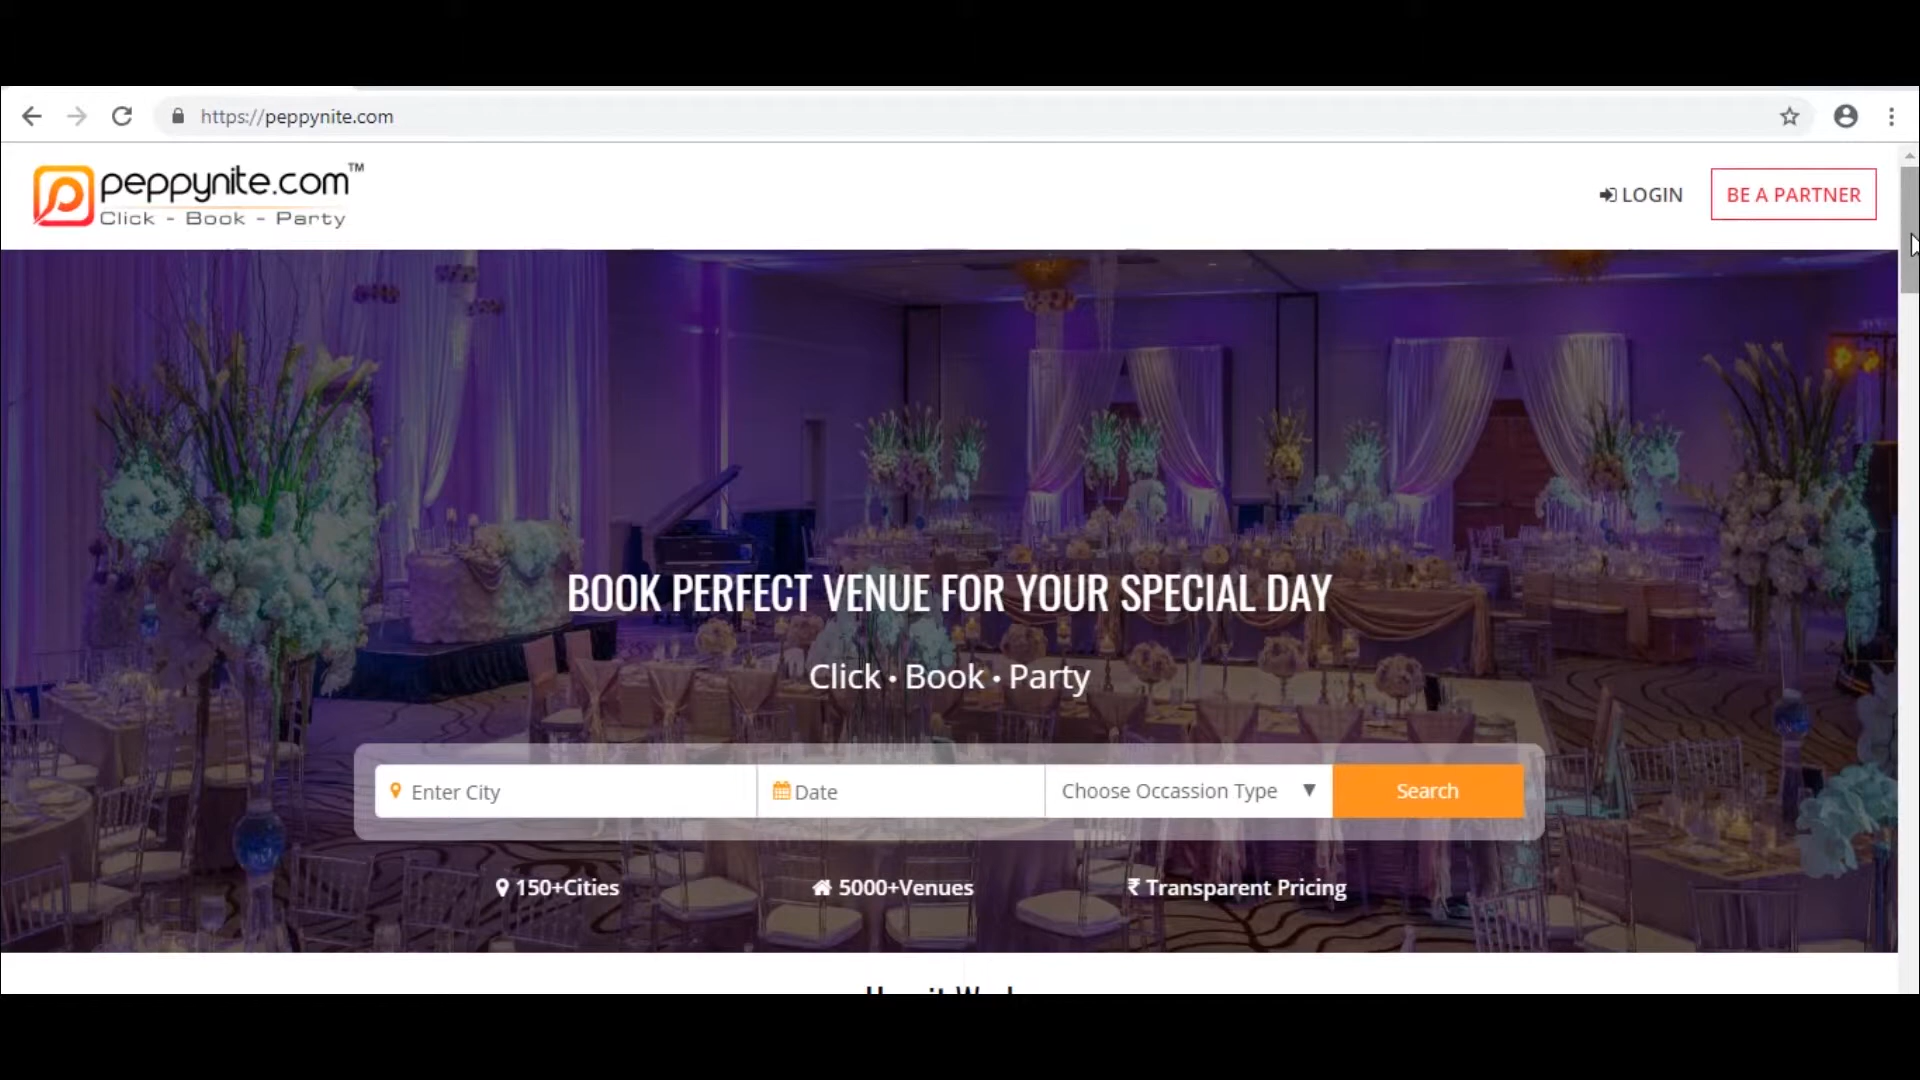 https://peppynite.com
peppynite.com™
Click - Book - Party
LOGIN
BE A PARTNER
BOOK PERFECT VENUE FOR YOUR SPECIAL DAY
Click • Book • Party
Enter City
Date
Choose Occassion Type ▼
Search
150+Cities
5000+Venues
₹ Transparent Pricing